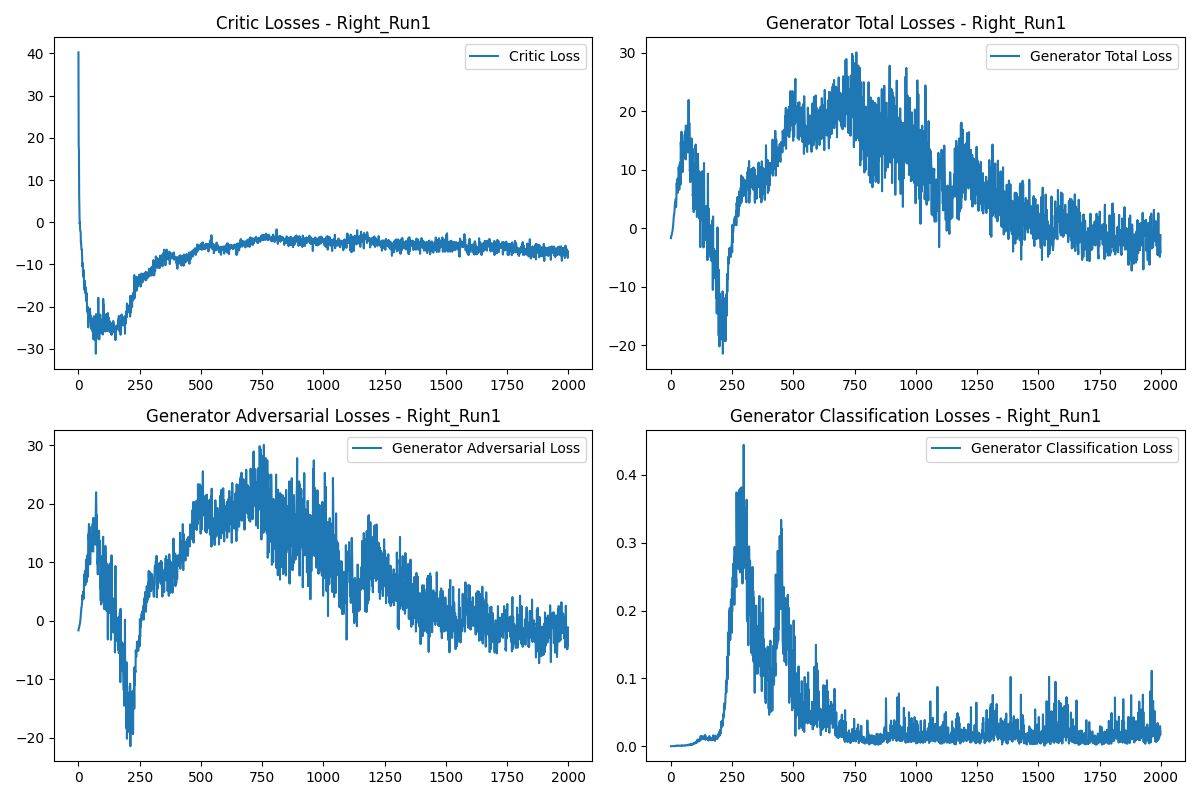 Critic Losses - Right_Run1
Critic Loss
40
30
20
10
0
−10
−20
−30
0 250 500 750 1000 1250 1500 1750 2000
Generator Total Losses - Right_Run1
Generator Total Loss
30
20
10
0
−10
−20
0 250 500 750 1000 1250 1500 1750 2000
Generator Adversarial Losses - Right_Run1
Generator Adversarial Loss
30
20
10
0
−10
−20
0 250 500 750 1000 1250 1500 1750 2000
Generator Classification Losses - Right_Run1
Generator Classification Loss
0.4
0.3
0.2
0.1
0.0
0 250 500 750 1000 1250 1500 1750 2000